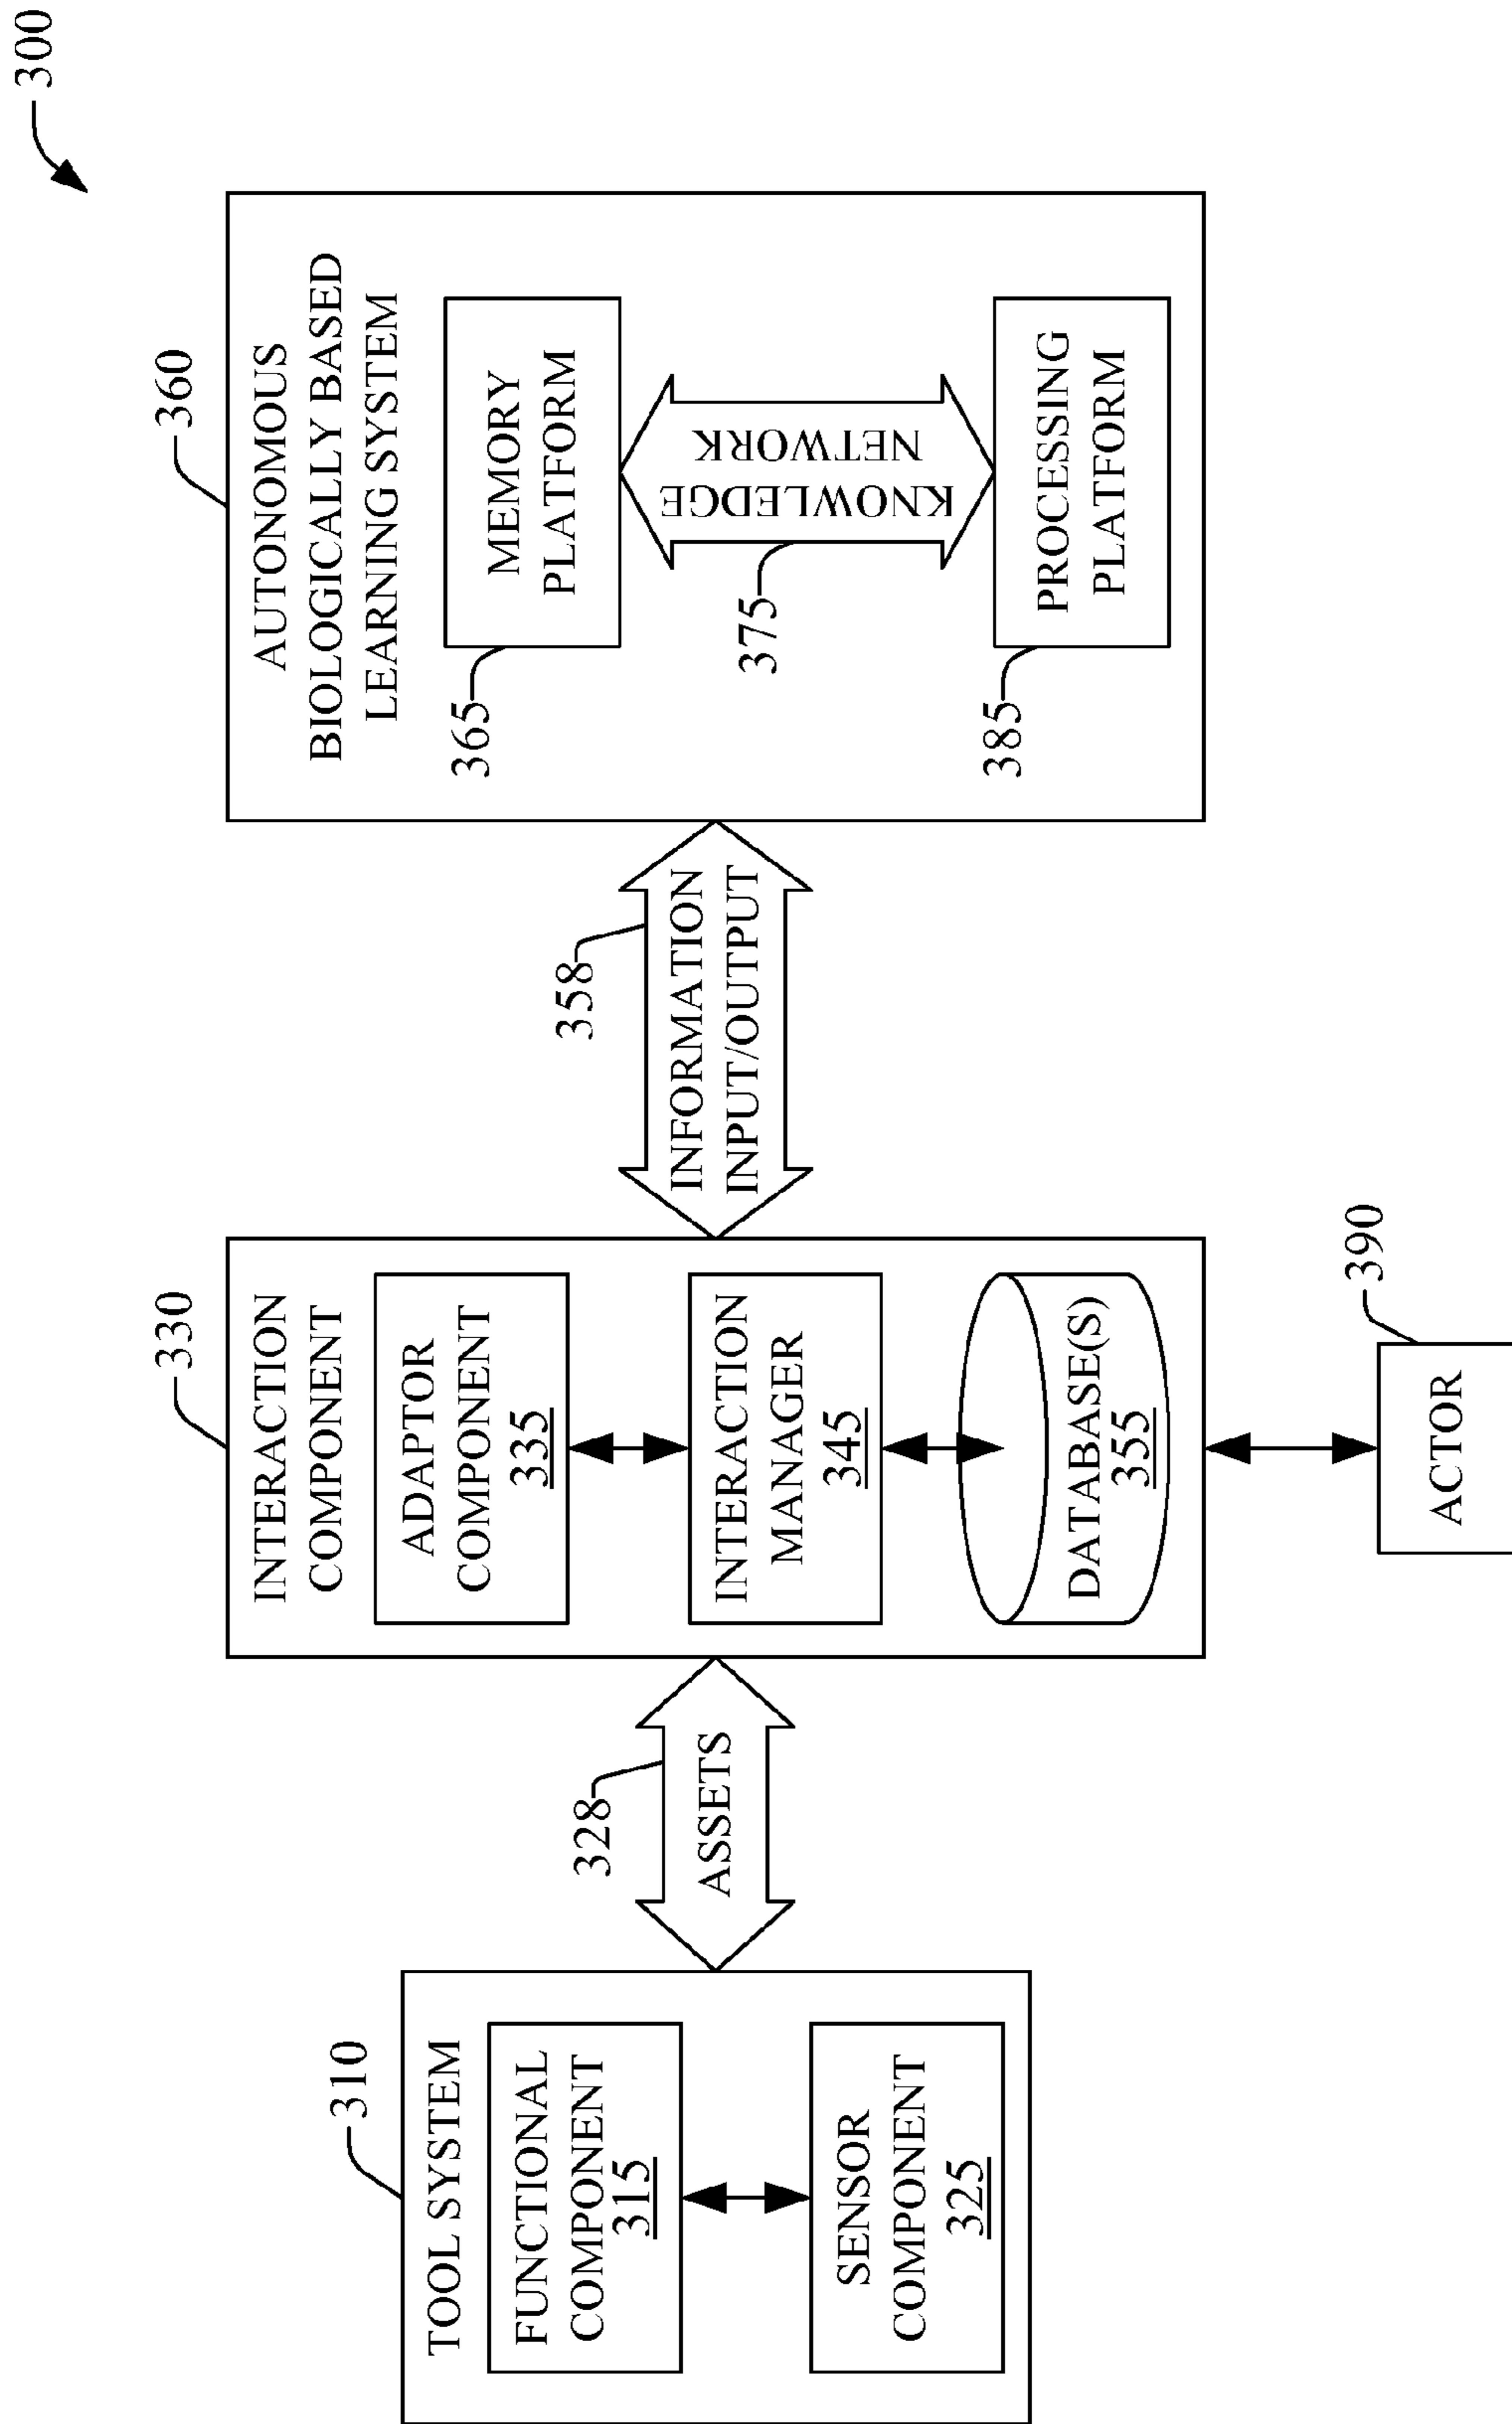 300
310
TOOL SYSTEM
FUNCTIONAL
COMPONENT
315
SENSOR
COMPONENT
325
328
ASSETS
330
INTERACTION
COMPONENT
ADAPTOR
COMPONENT
335
INTERACTION
MANAGER
345
DATABASE(S)
355
390
ACTOR
358
INFORMATION
INPUT/OUTPUT
360
AUTONOMOUS
BIOLOGICALLY BASED
LEARNING SYSTEM
365
MEMORY
PLATFORM
375
KNOWLEDGE
NETWORK
385
PROCESSING
PLATFORM